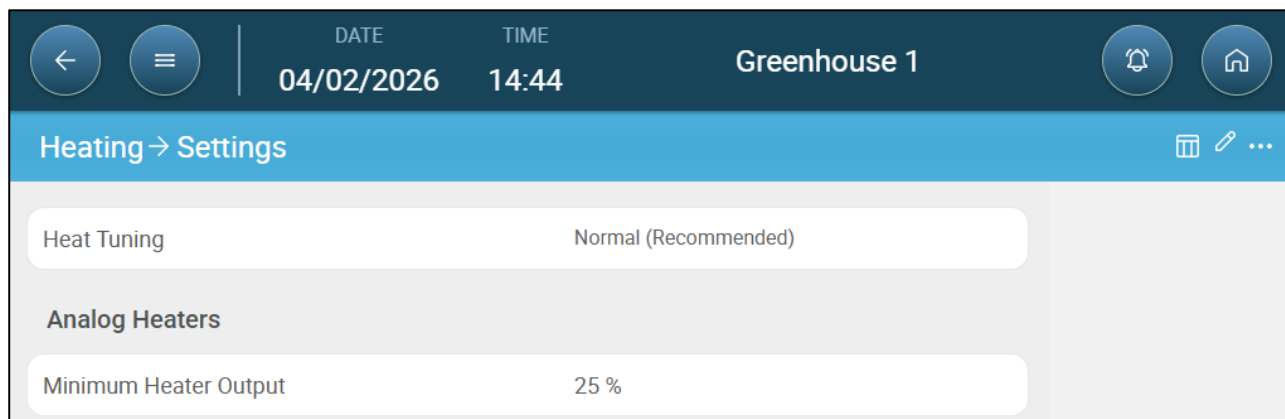 DATE TIME
04/02/2026 14:44 Greenhouse 1
Heating → Settings
Heat Tuning Normal (Recommended)
Analog Heaters
Minimum Heater Output 25 %